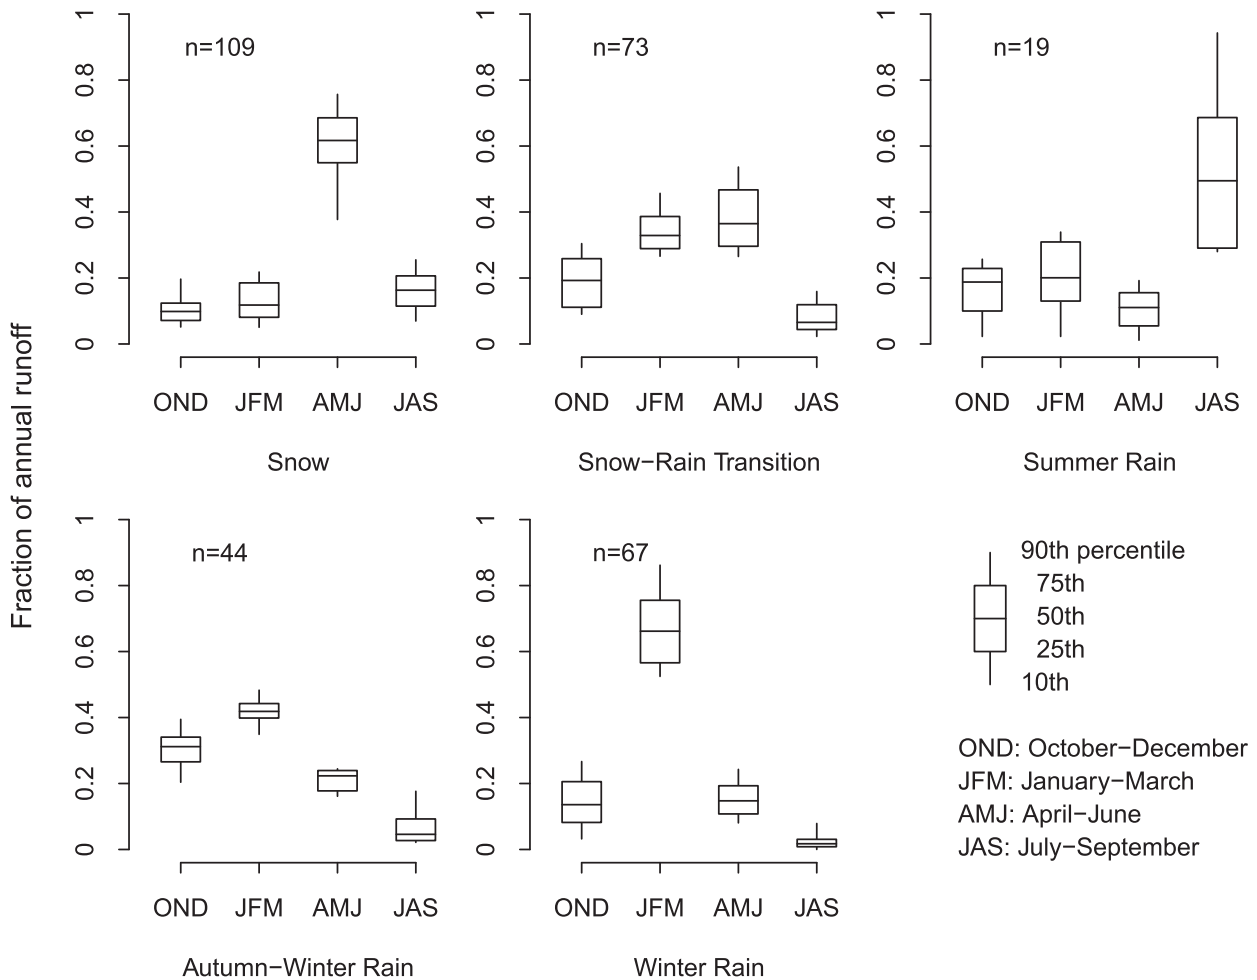 Fraction of annual runoff
1
0.8
0.6
0.4
0.2
0
n=109
OND JFM AMJ JAS
Snow
1
0.8
0.6
0.4
0.2
0
n=73
OND JFM AMJ JAS
Snow−Rain Transition
1
0.8
0.6
0.4
0.2
0
n=19
OND JFM AMJ JAS
Summer Rain
1
0.8
0.6
0.4
0.2
0
n=44
OND JFM AMJ JAS
Autumn−Winter Rain
1
0.8
0.6
0.4
0.2
0
n=67
OND JFM AMJ JAS
Winter Rain
90th percentile
75th
50th
25th
10th
OND: October−December
JFM: January−March
AMJ: April−June
JAS: July−September